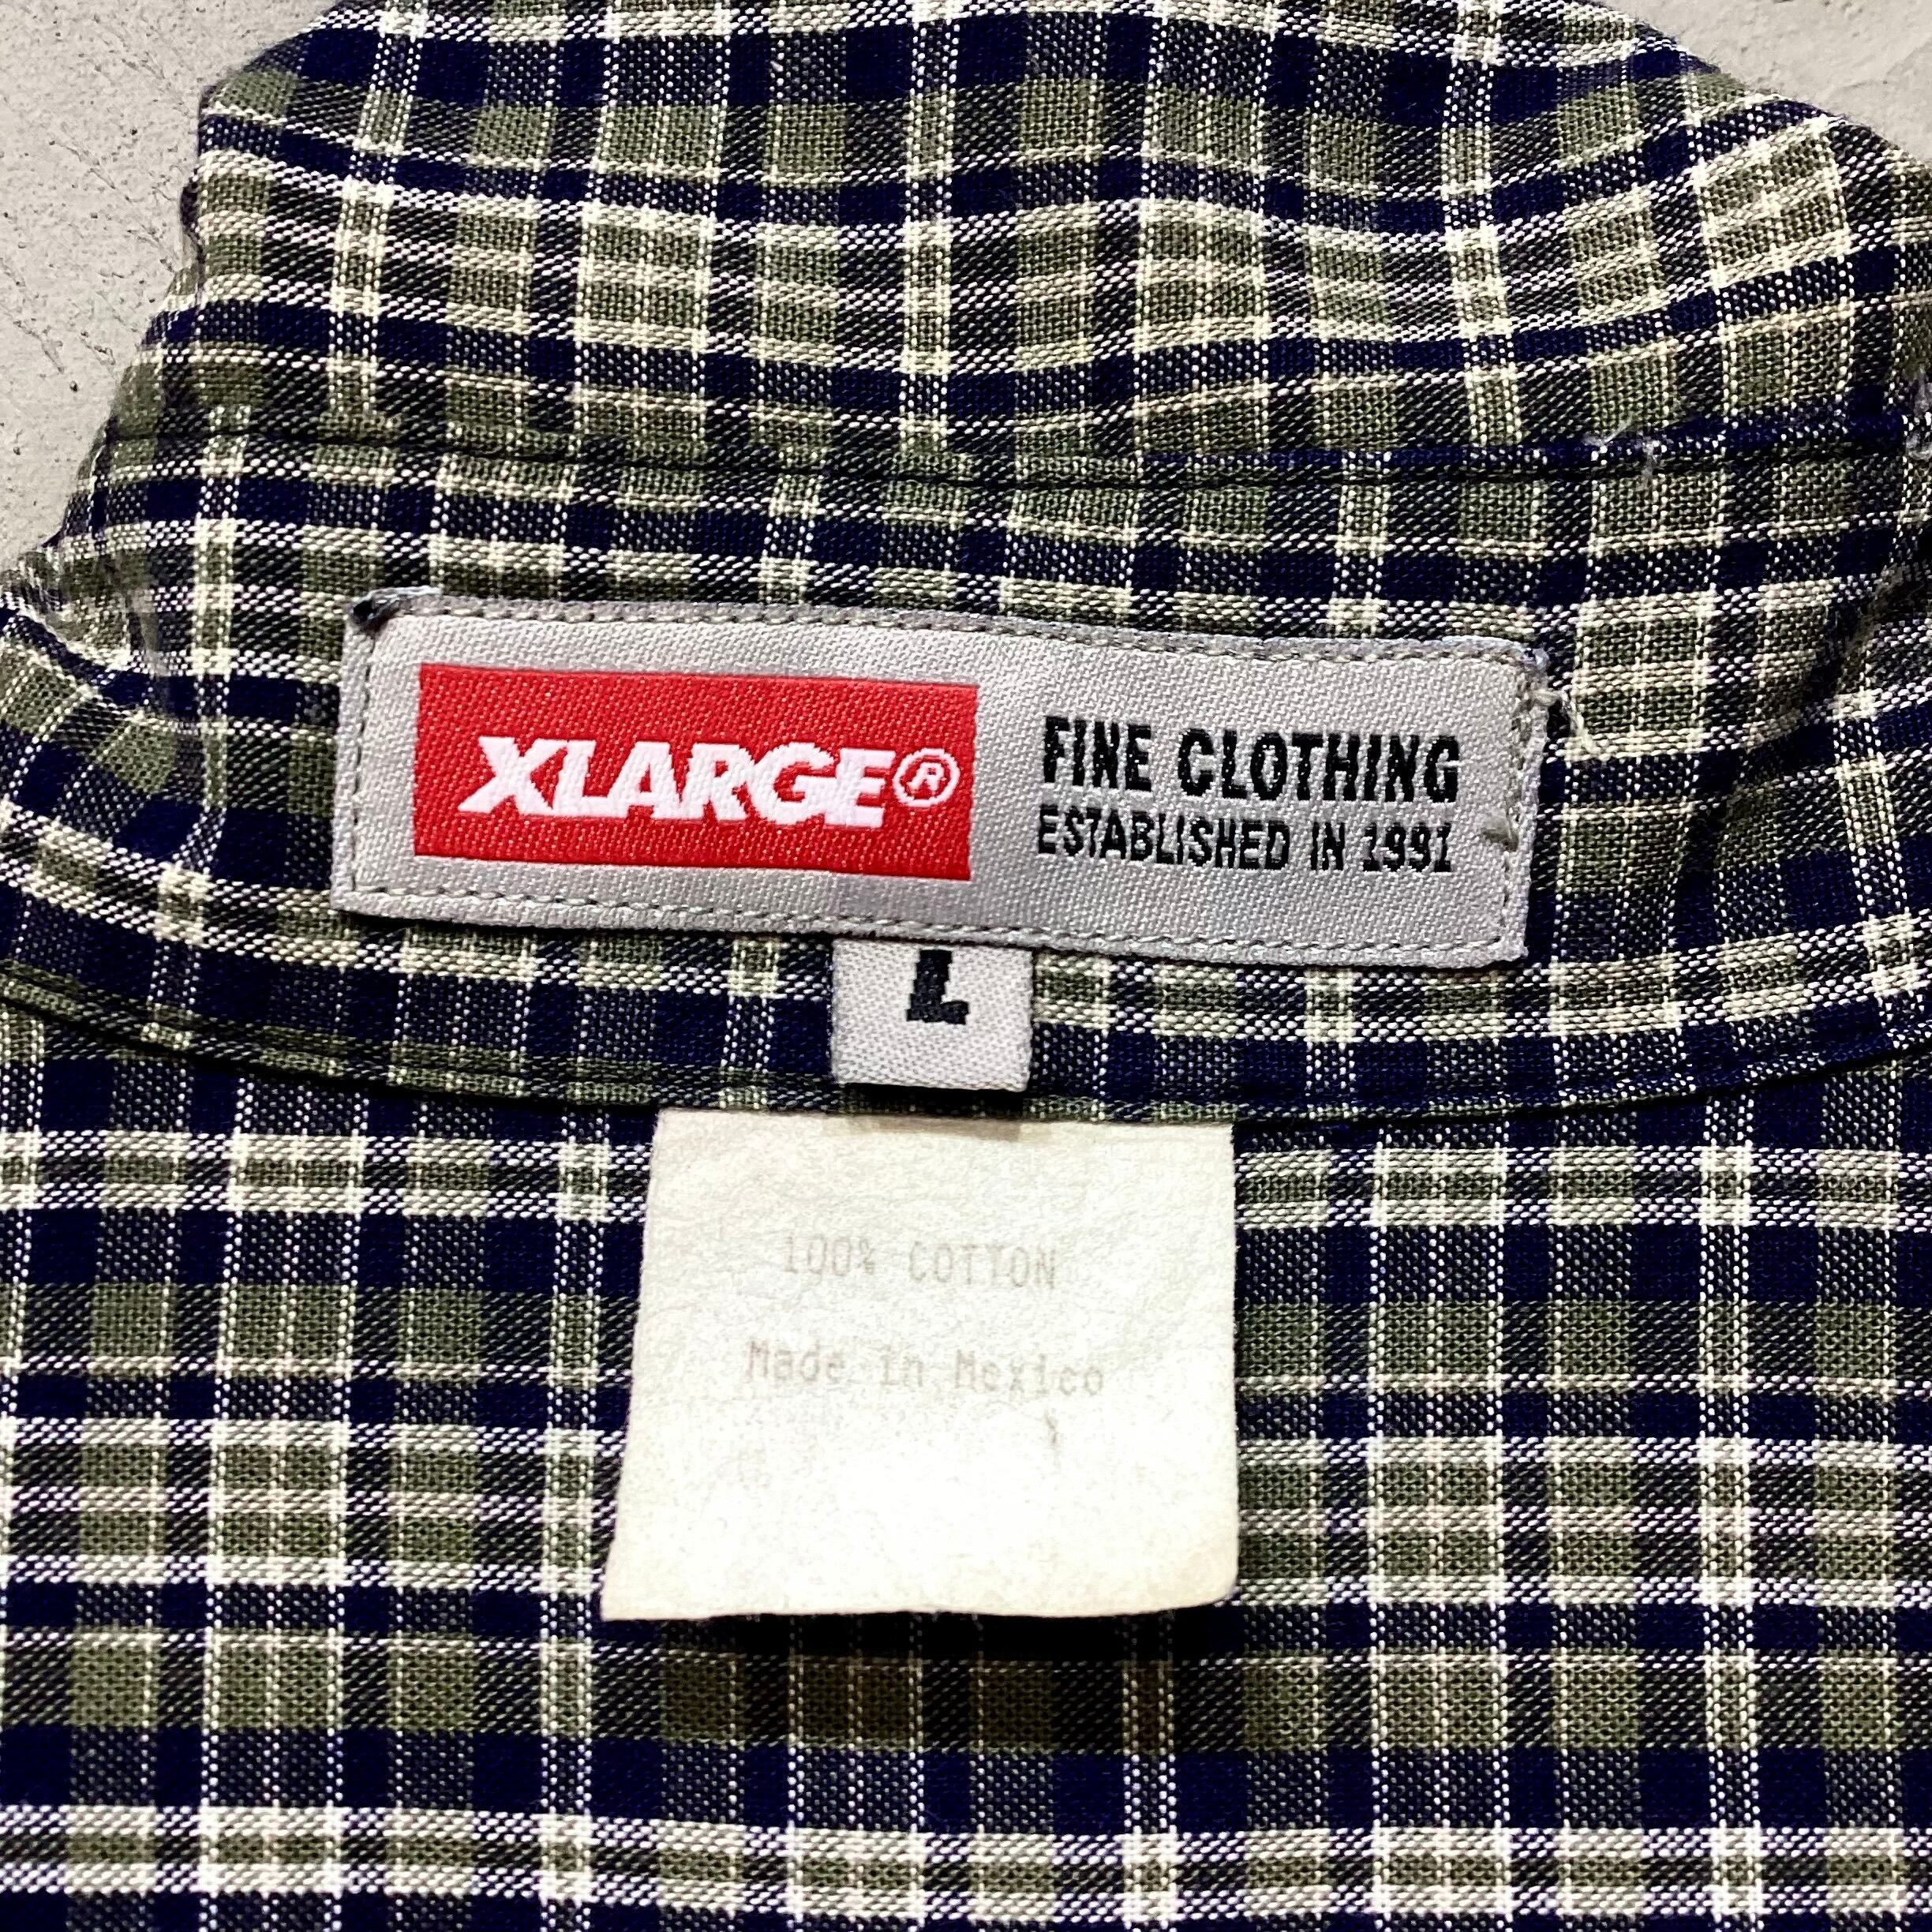 XLARGE®
FINE CLOTHING
ESTABLISHED IN 1991
L
100% COTTON
Made in Mexico